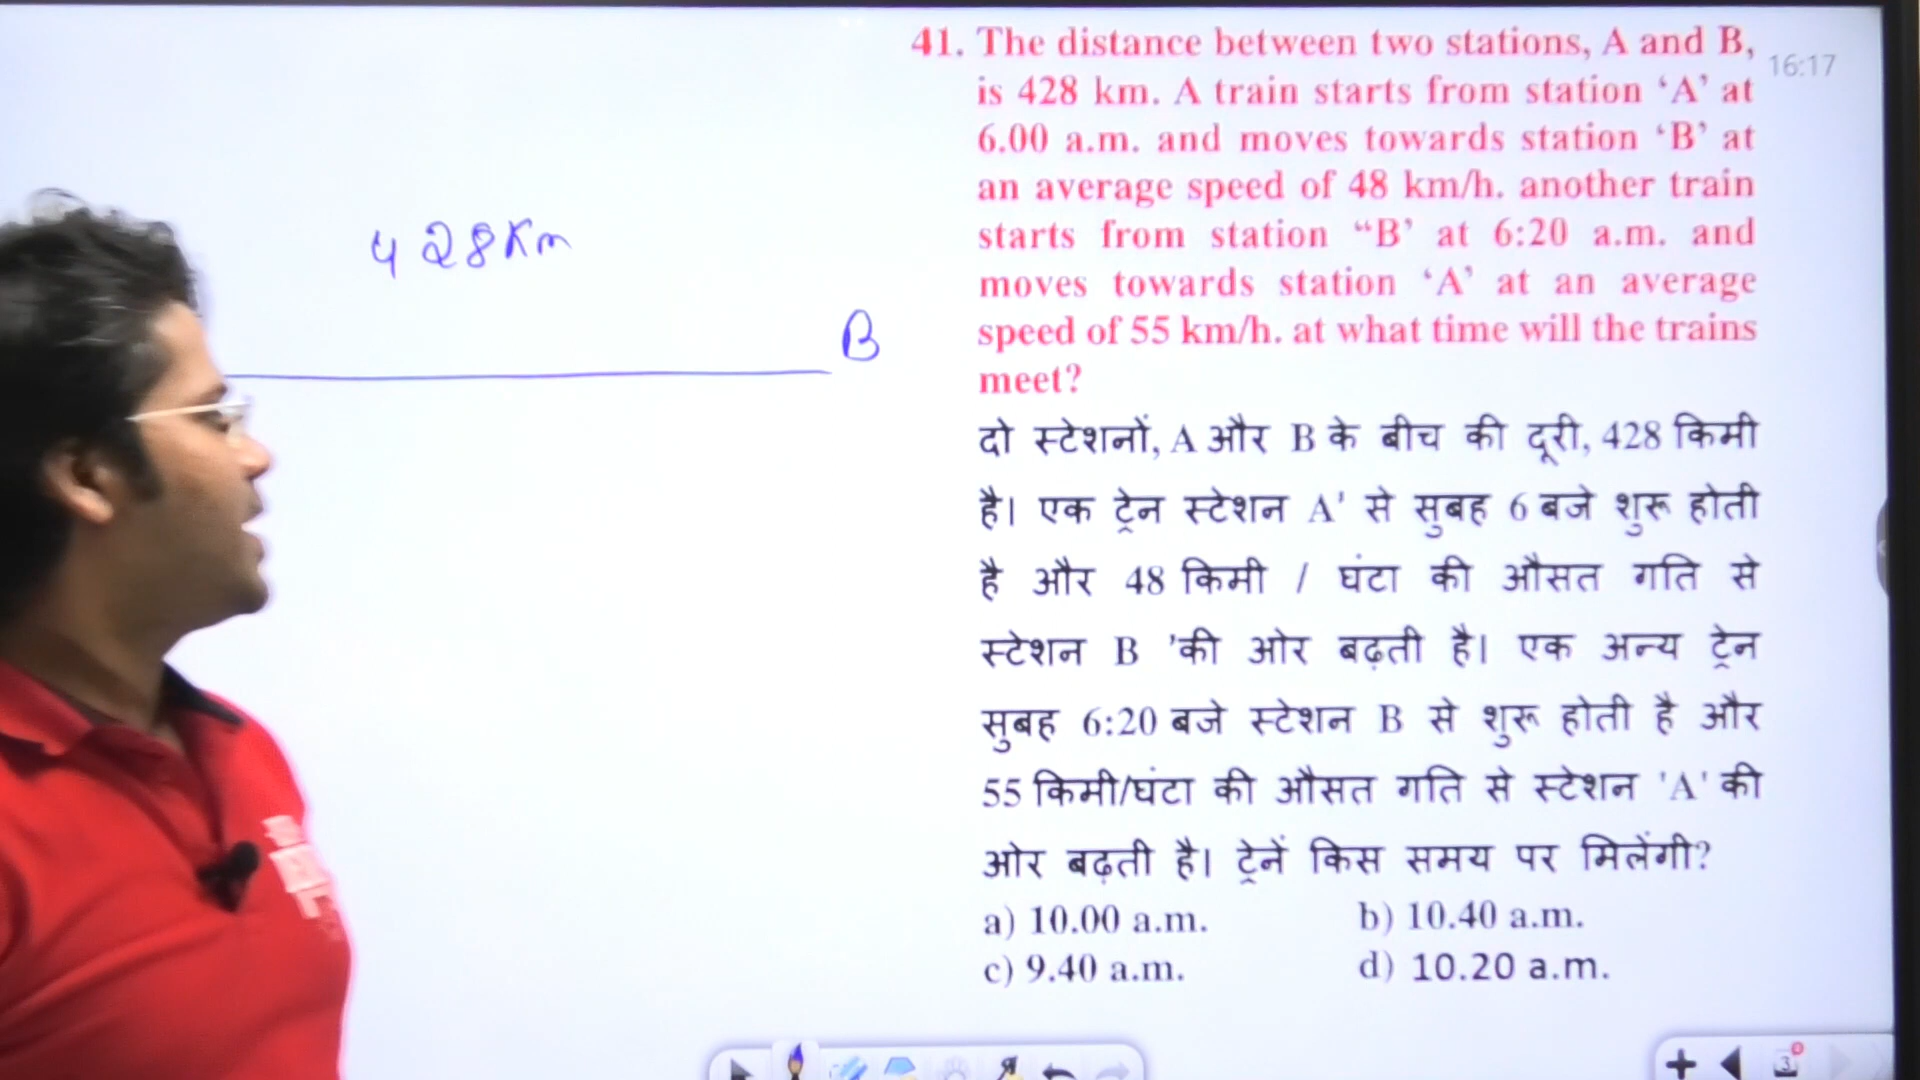 41. The distance between two stations, A and B,
is 428 km. A train starts from station ‘A’ at
6.00 a.m. and moves towards station ‘B’ at
an average speed of 48 km/h. another train
starts from station “B’ at 6:20 a.m. and
moves towards station ‘A’ at an average
speed of 55 km/h. at what time will the trains
meet?
16:17
428Km
B
दो स्टेशनों, A और B के बीच की दूरी, 428 किमी
है। एक ट्रेन स्टेशन A' से सुबह 6 बजे शुरू होती
है और 48 किमी / घंटा की औसत गति से
स्टेशन B 'की ओर बढ़ती है। एक अन्य ट्रेन
सुबह 6:20 बजे स्टेशन B से शुरू होती है और
55 किमी/घंटा की औसत गति से स्टेशन 'A' की
ओर बढ़ती है। ट्रेनें किस समय पर मिलेंगी?
a) 10.00 a.m. b) 10.40 a.m.
c) 9.40 a.m. d) 10.20 a.m.
3